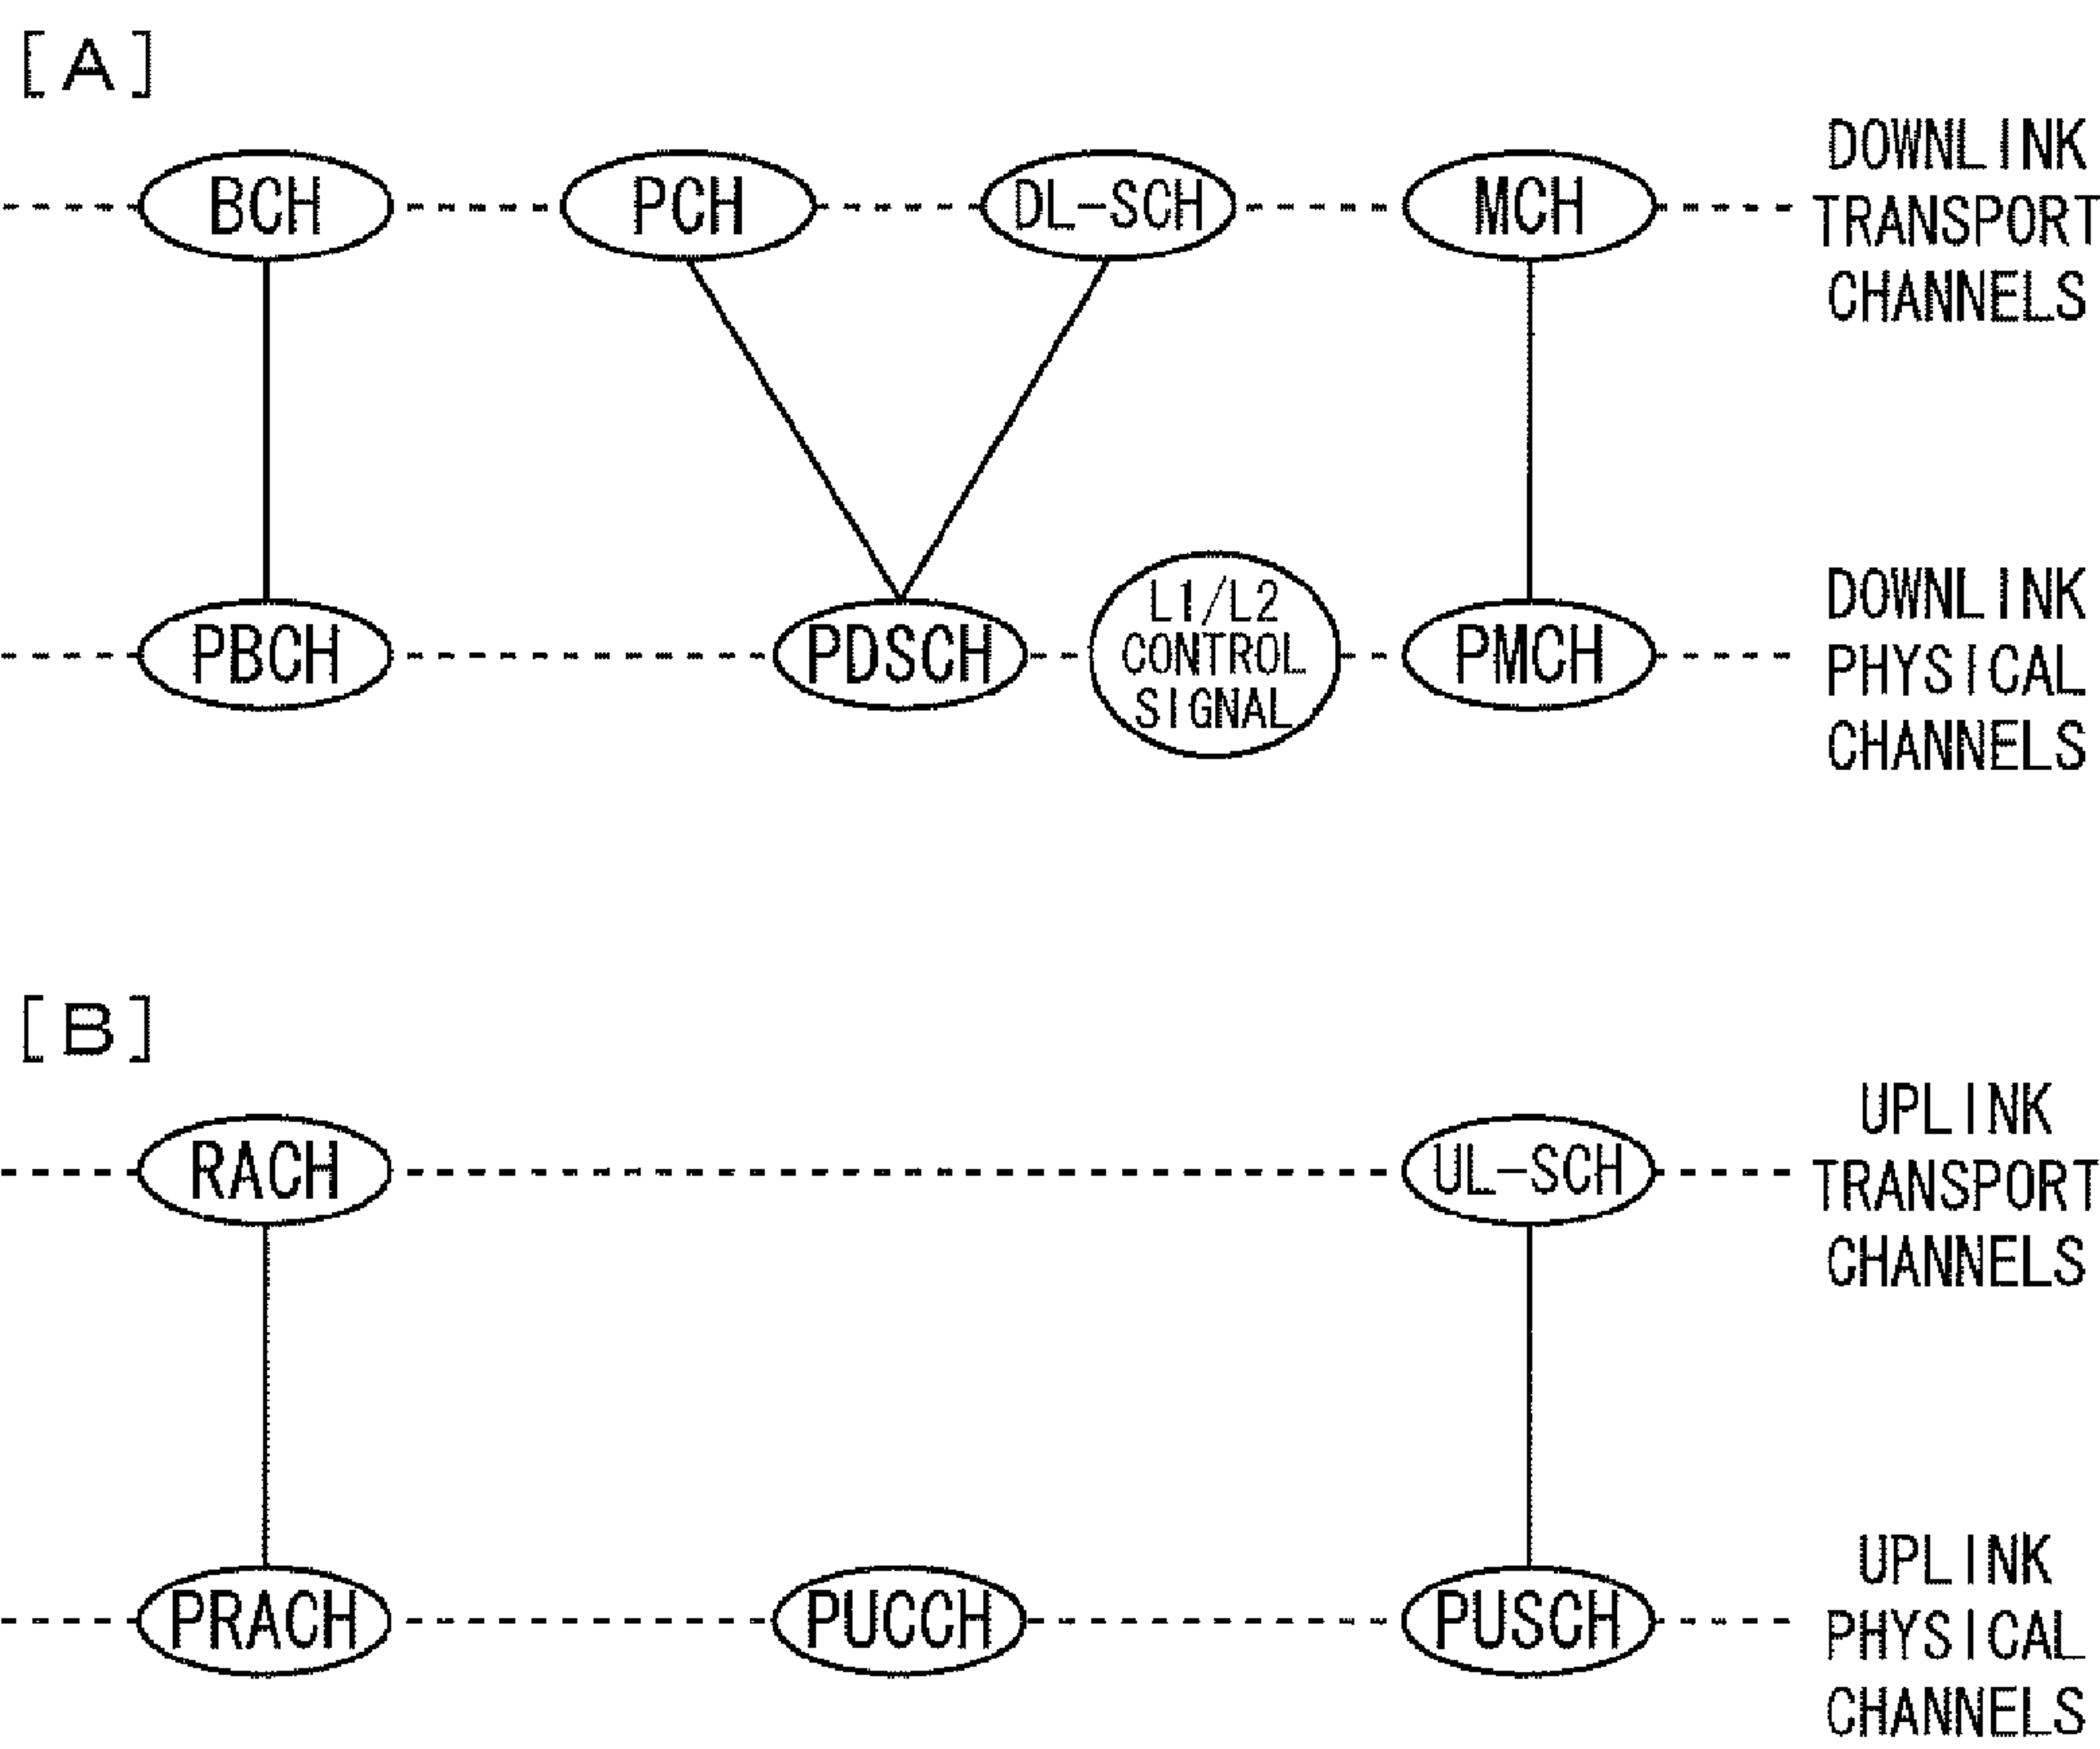 [A]
BCH
PCH
DL-SCH
MCH
DOWNLINK
TRANSPORT
CHANNELS
PBCH
PDSCH
L1/L2
CONTROL
SIGNAL
PMCH
DOWNLINK
PHYSICAL
CHANNELS
[B]
RACH
UL-SCH
UPLINK
TRANSPORT
CHANNELS
PRACH
PUCCH
PUSCH
UPLINK
PHYSICAL
CHANNELS